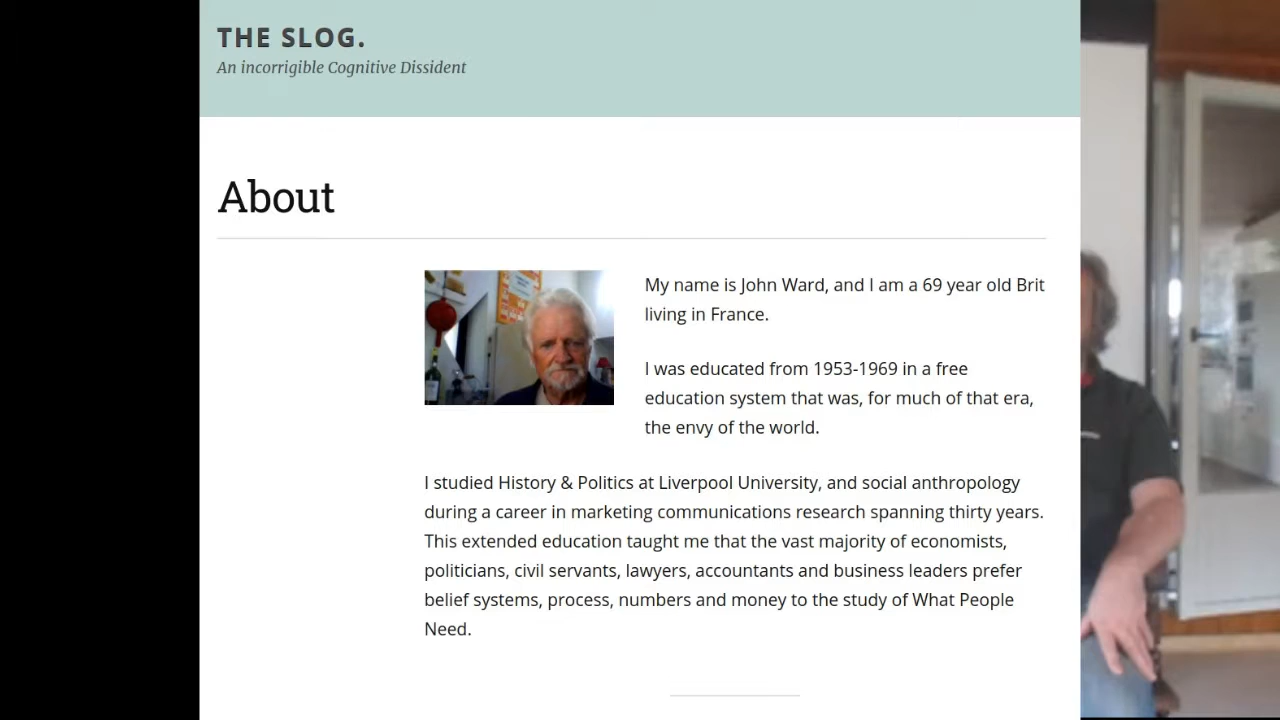 THE SLOG.
An incorrigible Cognitive Dissident
About
My name is John Ward, and I am a 69 year old Brit
living in France.
I was educated from 1953-1969 in a free
education system that was, for much of that era,
the envy of the world.
I studied History & Politics at Liverpool University, and social anthropology
during a career in marketing communications research spanning thirty years.
This extended education taught me that the vast majority of economists,
politicians, civil servants, lawyers, accountants and business leaders prefer
belief systems, process, numbers and money to the study of What People
Need.